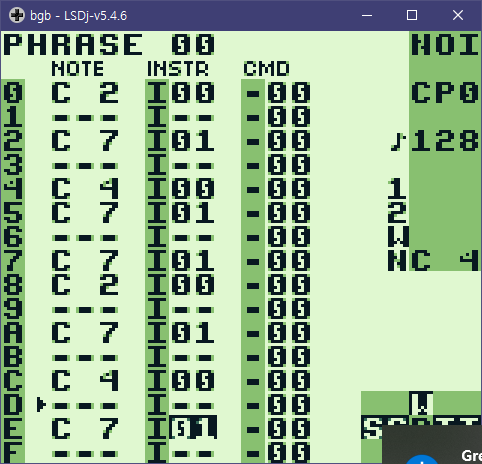 bgb - LSDj-v5.4.6
PHRASE 00 NOI
NOTE INSTR CMD
0 C 2 I00 -00 CP0
1 --- I-- -00
2 C 7 I01 -00 ♪128
3 --- I-- -00
4 C 4 I00 -00 1
5 C 7 I01 -00 2
6 --- I-- -00 W
7 C 7 I01 -00 NC 4
8 C 2 I00 -00
9 --- I-- -00
A C 7 I01 -00
B --- I-- -00
C C 4 I00 -00
D --- I-- -00 W
E C 7 I01 -00
F --- I-- -00
Gre